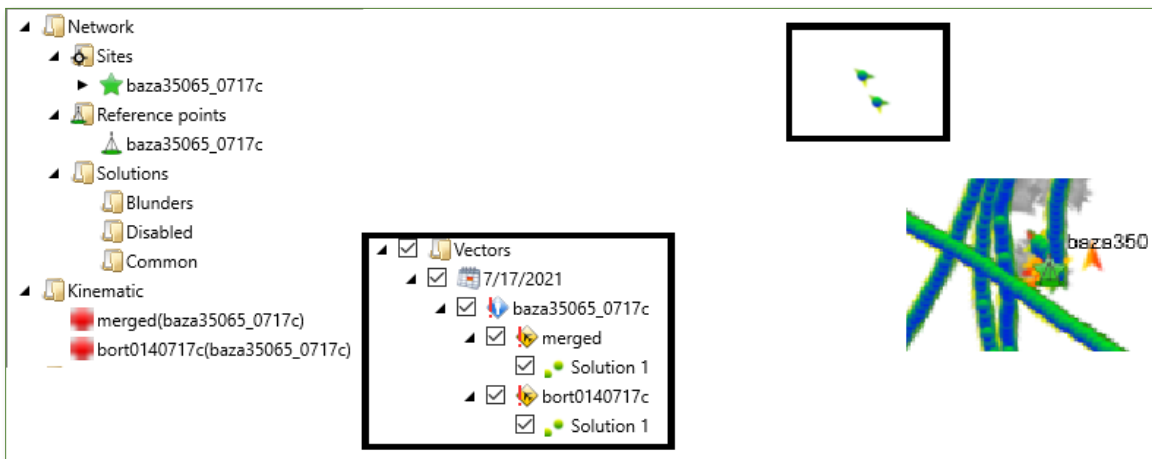 Network
Sites
baza35065_0717c
Reference points
baza35065_0717c
Solutions
Blunders
Disabled
Common
Kinematic
merged(baza35065_0717c)
bort0140717c(baza35065_0717c)
Vectors
7/17/2021
baza35065_0717c
merged
Solution 1
bort0140717c
Solution 1
baza350